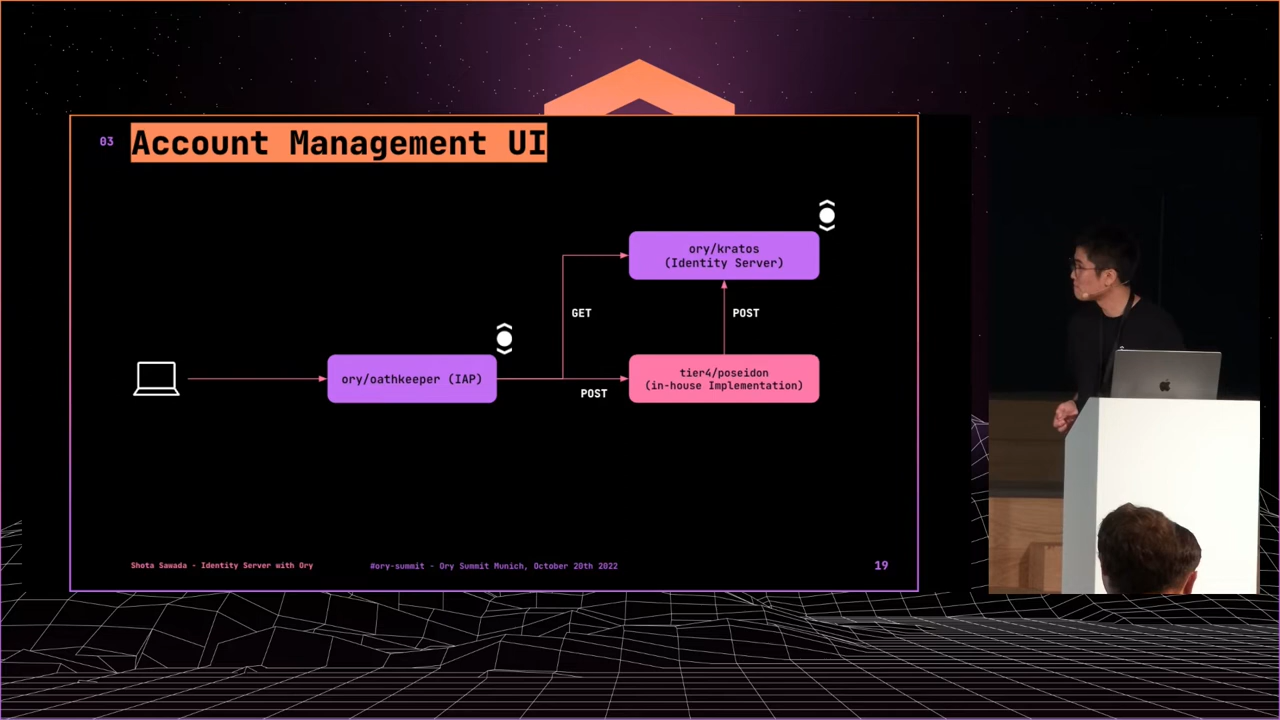 03
Account Management UI
ory/kratos
(Identity Server)
GET
POST
ory/oathkeeper (IAP)
tier4/poseidon
(in-house Implementation)
POST
Shota Sawada - Identity Server with Ory
#ory-summit - Ory Summit Munich, October 20th 2022
19